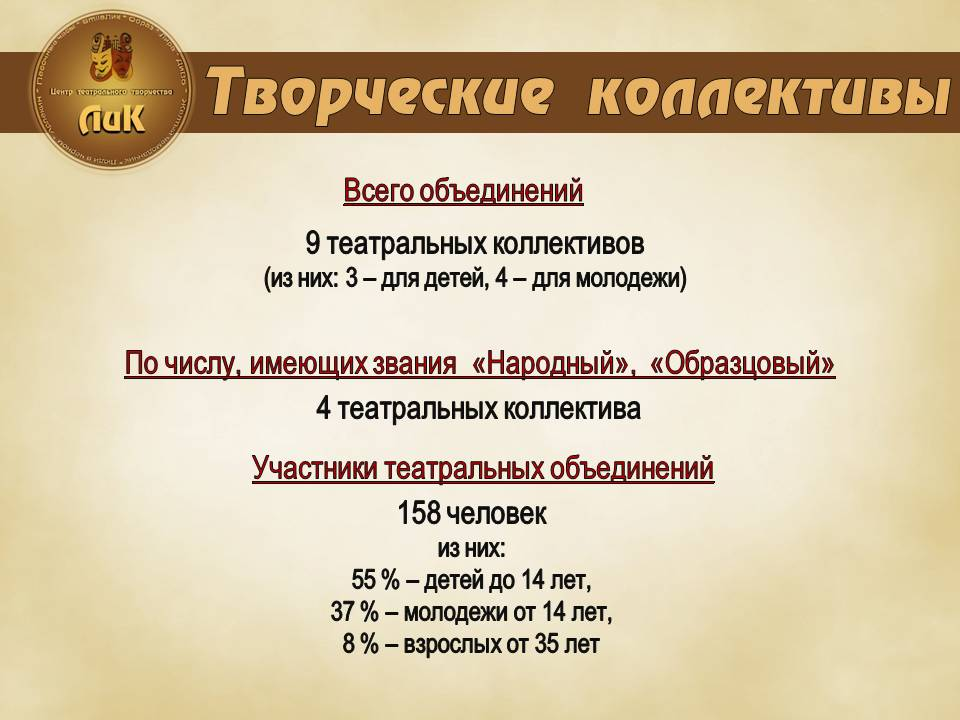 Центр театрального творчества
ЛиК
Творческие коллективы
Всего объединений
9 театральных коллективов
(из них: 3 – для детей, 4 – для молодежи)
По числу, имеющих звания «Народный», «Образцовый»
4 театральных коллектива
Участники театральных объединений
158 человек
из них:
55 % – детей до 14 лет,
37 % – молодежи от 14 лет,
8 % – взрослых от 35 лет